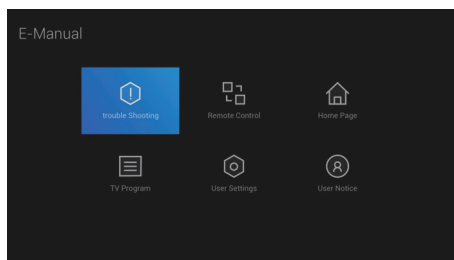 E-Manual
trouble Shooting
Remote Control
Home Page
TV Program
User Settings
User Notice